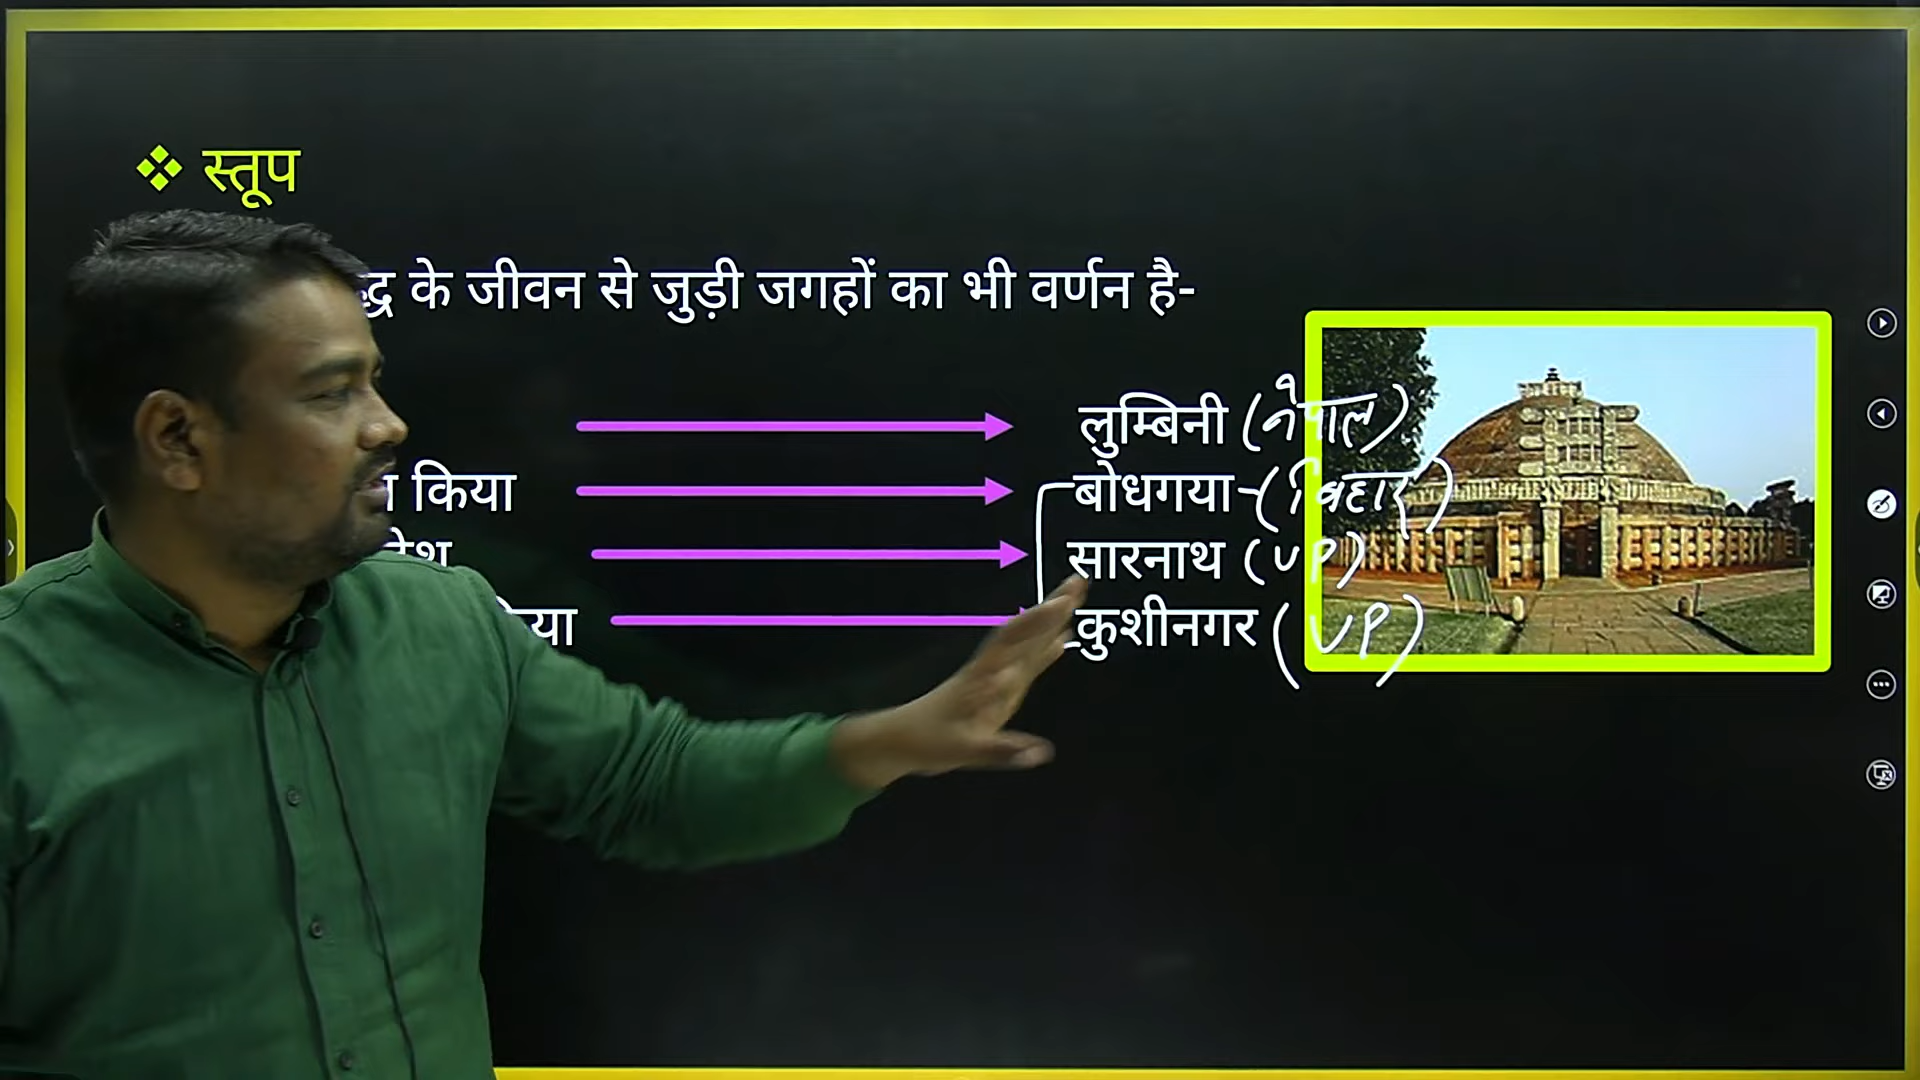 ❖ स्तूप
के जीवन से जुड़ी जगहों का भी वर्णन है-
लुम्बिनी (नेपाल)
किया बोधगया - (बिहार)
सारनाथ (UP)
कुशीनगर (UP)